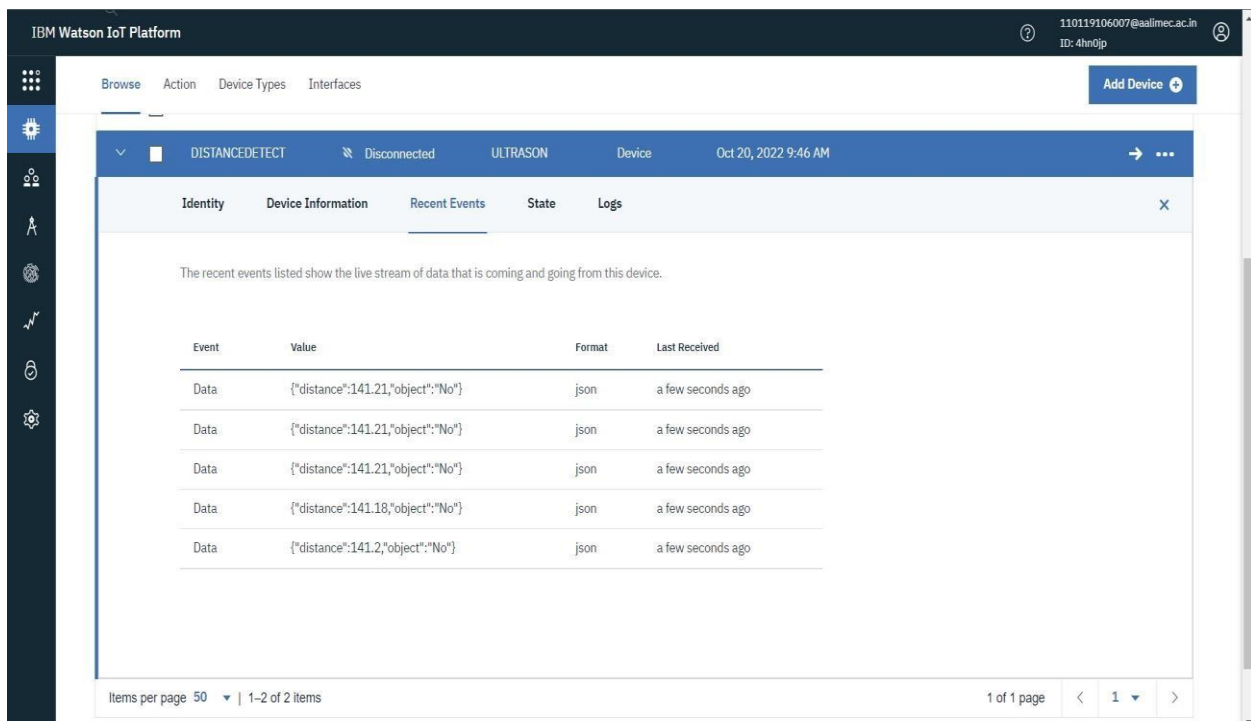 IBM Watson IoT Platform
110119106007@aalimec.ac.in
ID: 4hn0jp
Browse Action Device Types Interfaces
Add Device
DISTANCEDETECT Disconnected ULTRASON Device Oct 20, 2022 9:46 AM
Identity Device Information Recent Events State Logs
The recent events listed show the live stream of data that is coming and going from this device.
Event Value Format Last Received
Data {"distance":141.21,"object":"No"} json a few seconds ago
Data {"distance":141.21,"object":"No"} json a few seconds ago
Data {"distance":141.21,"object":"No"} json a few seconds ago
Data {"distance":141.18,"object":"No"} json a few seconds ago
Data {"distance":141.2,"object":"No"} json a few seconds ago
Items per page 50 | 1–2 of 2 items 1 of 1 page 1